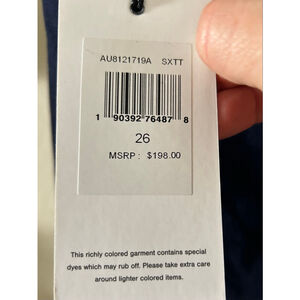 AU8121719A SXTT
1 90392 76487 8
26
MSRP: $198.00
This richly colored garment contains special
dyes which may rub off. Please take extra care
around lighter colored items.